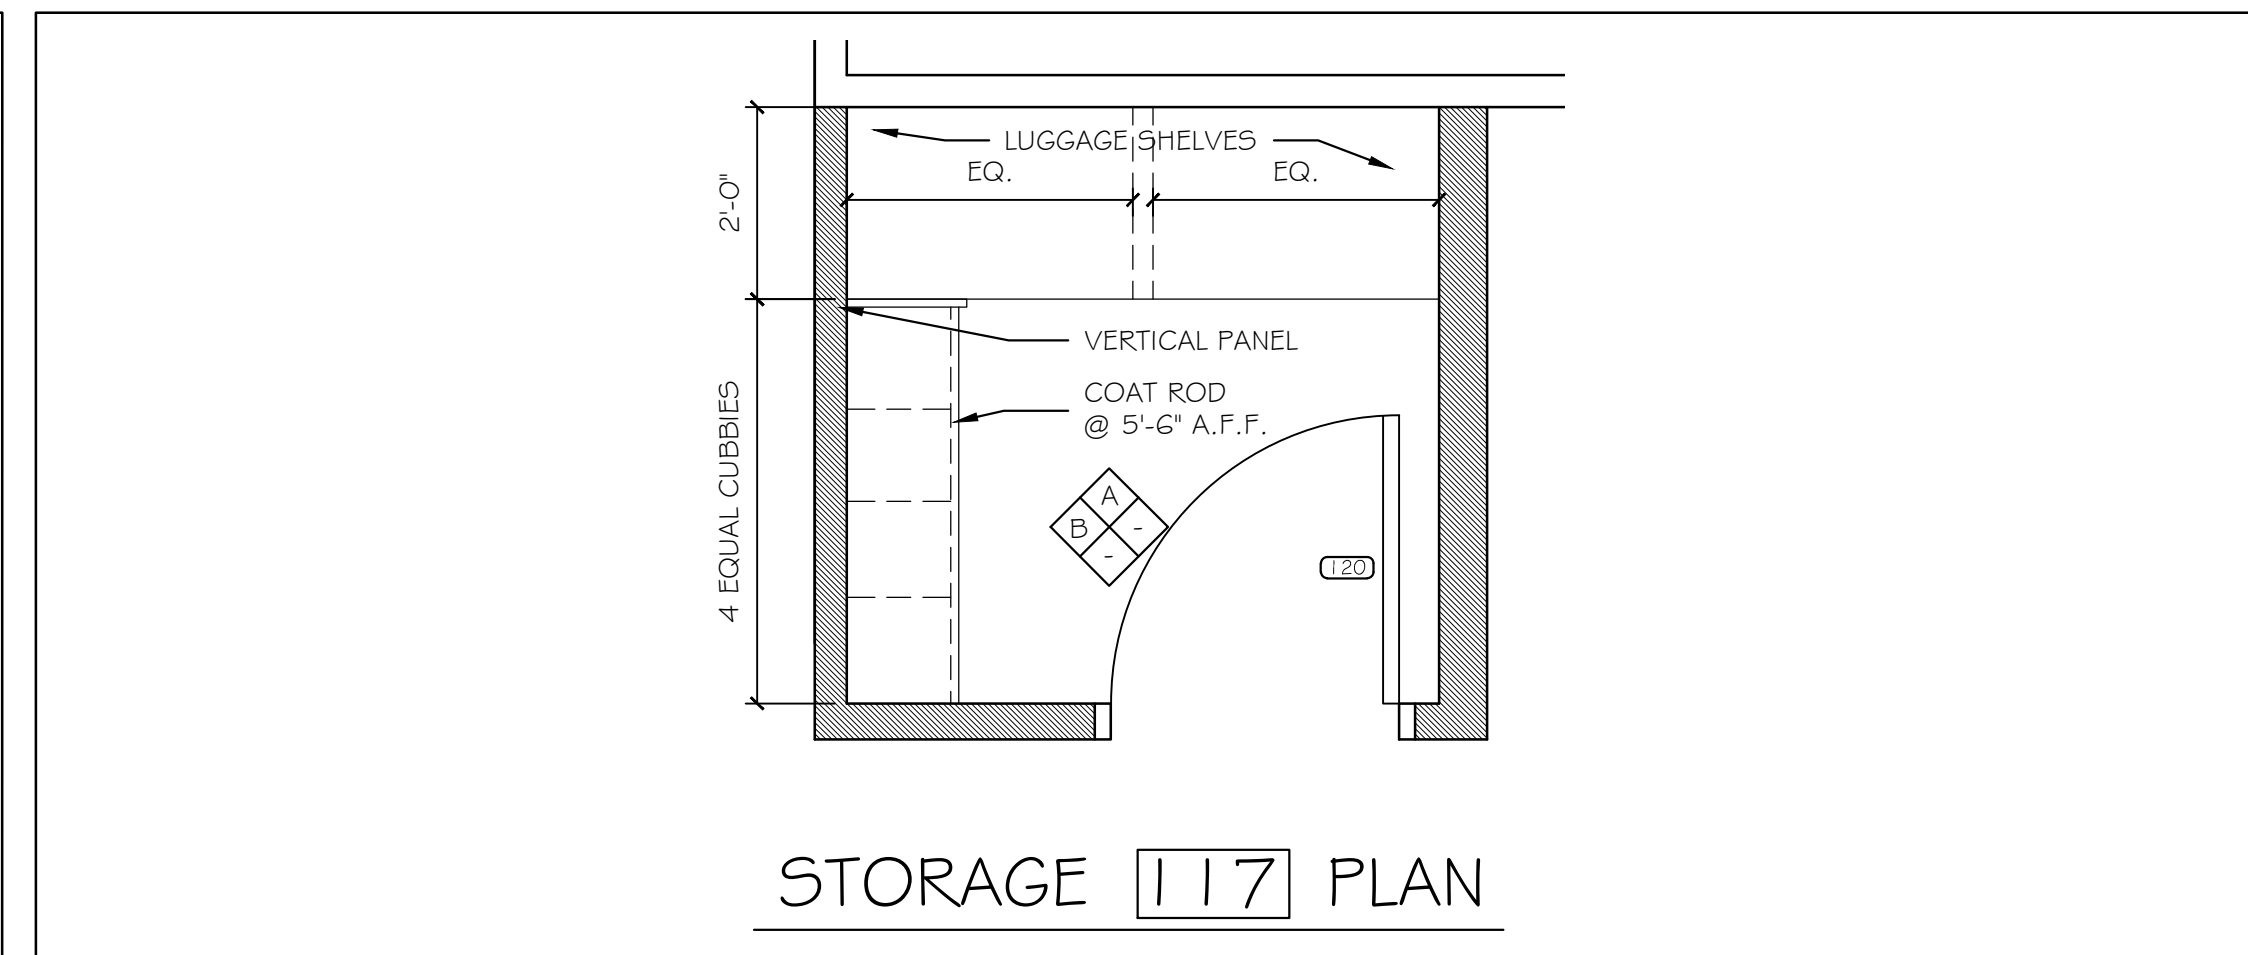 LUGGAGE SHELVES
EQ.
EQ.
2'-0"
VERTICAL PANEL
COAT ROD
@ 5'-6" A.F.F.
4 EQUAL CUBBIES
A
B
-
-
120
STORAGE 117 PLAN